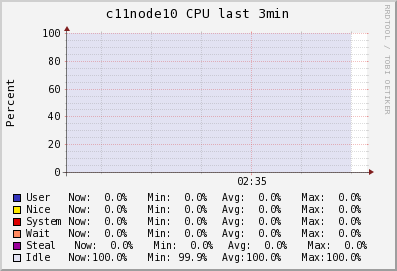 c11node10 CPU last 3min
RRDTOOL / TOBI OETIKER
Percent
100
80
60
40
20
0
02:35
User Now: 0.0% Min: 0.0% Avg: 0.0% Max: 0.0%
Nice Now: 0.0% Min: 0.0% Avg: 0.0% Max: 0.0%
System Now: 0.0% Min: 0.0% Avg: 0.0% Max: 0.0%
Wait Now: 0.0% Min: 0.0% Avg: 0.0% Max: 0.0%
Steal Now: 0.0% Min: 0.0% Avg: 0.0% Max: 0.0%
Idle Now:100.0% Min: 99.9% Avg:100.0% Max:100.0%